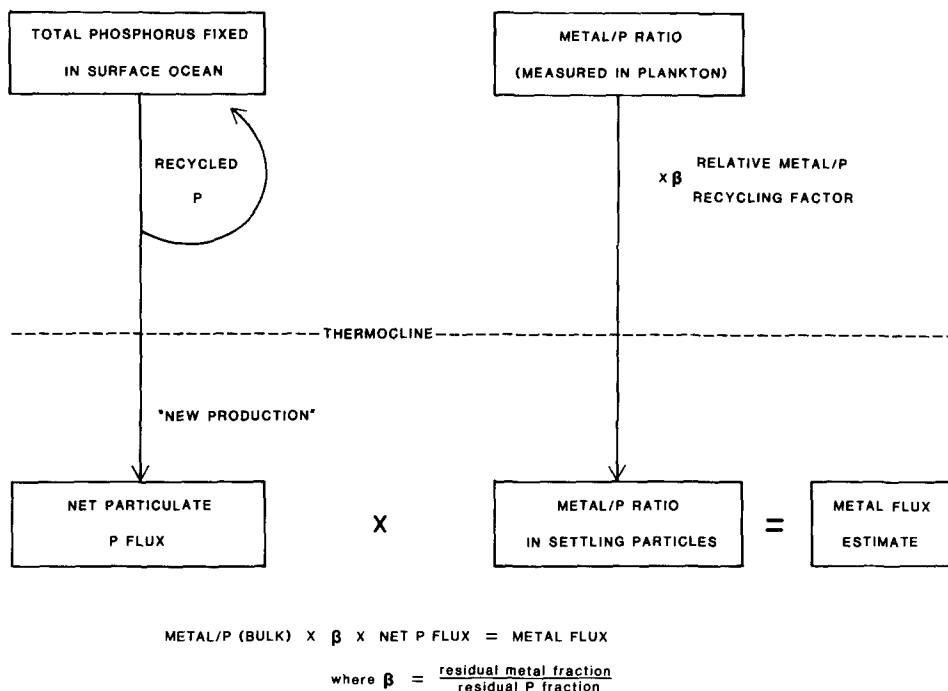 TOTAL PHOSPHORUS FIXED
IN SURFACE OCEAN
METAL/P RATIO
(MEASURED IN PLANKTON)
RECYCLED
P
x β RELATIVE METAL/P
RECYCLING FACTOR
THERMOCLINE
"NEW PRODUCTION"
NET PARTICULATE
P FLUX
X
METAL/P RATIO
IN SETTLING PARTICLES
=
METAL FLUX
ESTIMATE
METAL/P (BULK) X β X NET P FLUX = METAL FLUX
where β = residual metal fraction
residual P fraction